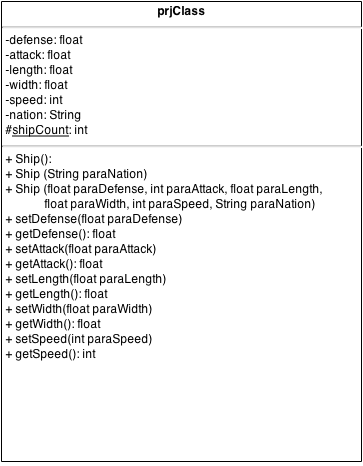 prjClass
-defense: float
-attack: float
-length: float
-width: float
-speed: int
-nation: String
#shipCount: int
+ Ship():
+ Ship (String paraNation)
+ Ship (float paraDefense, int paraAttack, float paraLength,
float paraWidth, int paraSpeed, String paraNation)
+ setDefense(float paraDefense)
+ getDefense(): float
+ setAttack(float paraAttack)
+ getAttack(): float
+ setLength(float paraLength)
+ getLength(): float
+ setWidth(float paraWidth)
+ getWidth(): float
+ setSpeed(int paraSpeed)
+ getSpeed(): int